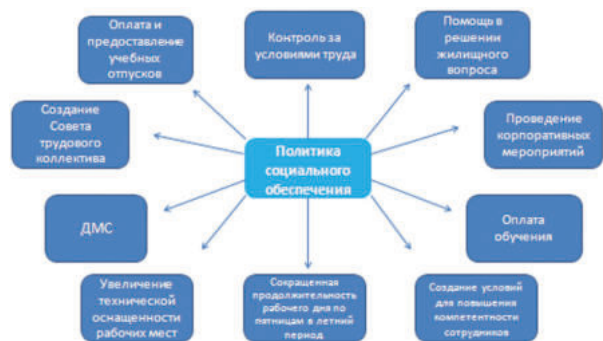 Оплата и
предоставление
учебных
отпусков
Контроль за
условиями труда
Помощь в
решении
жилищного
вопроса
Создание
Совета
трудового
коллектива
Политика
социального
обеспечения
Проведение
корпоративных
мероприятий
ДМС
Оплата
обучения
Увеличение
технической
оснащенности
рабочих мест
Сокращенная
продолжительность
рабочего дня по
пятницам в летний
период
Создание условий
для повышения
компетентности
сотрудников